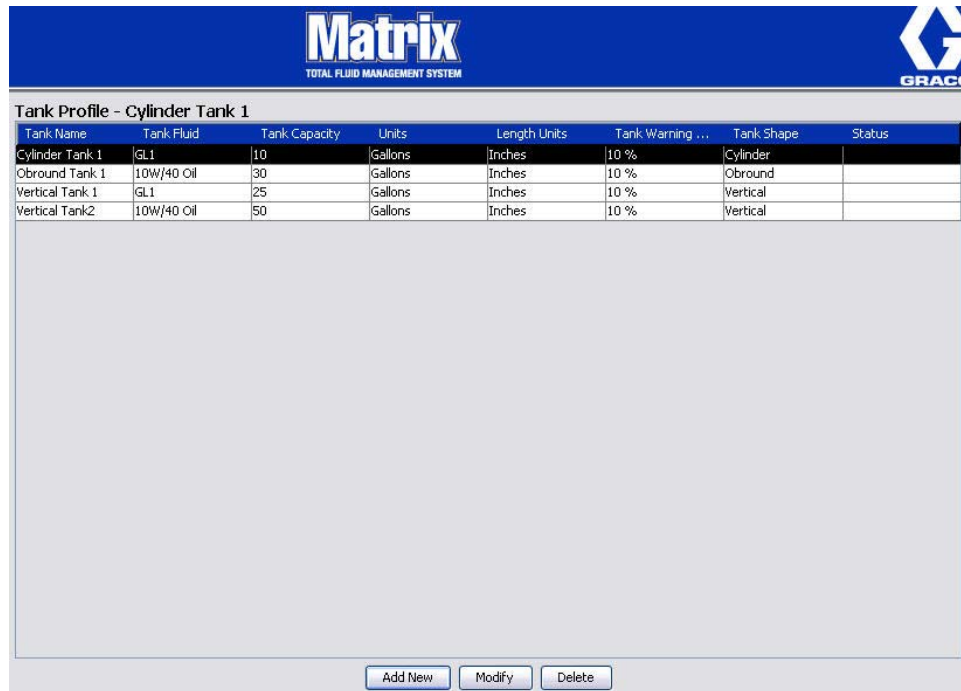 Matrix
TOTAL FLUID MANAGEMENT SYSTEM
G
GRACO
Tank Profile - Cylinder Tank 1
Tank Name Tank Fluid Tank Capacity Units Length Units Tank Warning ... Tank Shape Status
Cylinder Tank 1 GL1 10 Gallons Inches 10 % Cylinder
Obround Tank 1 10W/40 Oil 30 Gallons Inches 10 % Obround
Vertical Tank 1 GL1 25 Gallons Inches 10 % Vertical
Vertical Tank2 10W/40 Oil 50 Gallons Inches 10 % Vertical
Add New Modify Delete